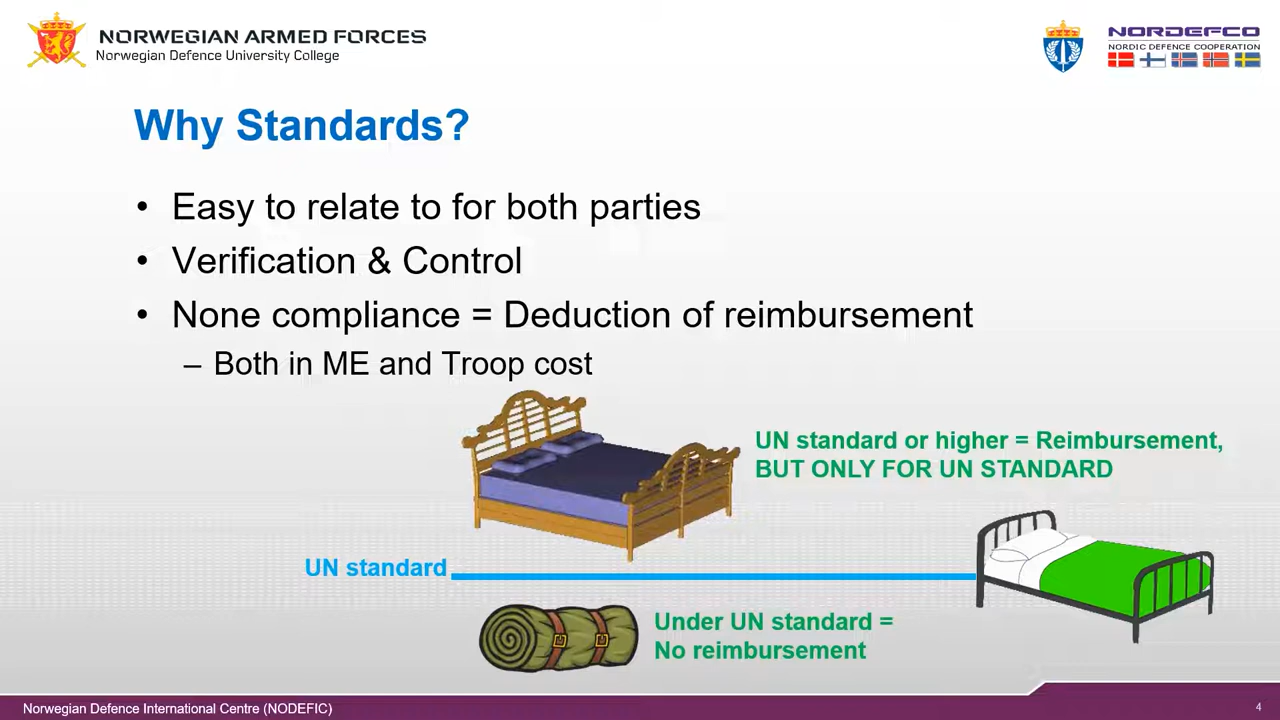 NORWEGIAN ARMED FORCES
Norwegian Defence University College
NORDEFCO
NORDIC DEFENCE COOPERATION
Why Standards?
• Easy to relate to for both parties
• Verification & Control
• None compliance = Deduction of reimbursement
– Both in ME and Troop cost
UN standard or higher = Reimbursement,
BUT ONLY FOR UN STANDARD
UN standard
Under UN standard =
No reimbursement
Norwegian Defence International Centre (NODEFIC)
4